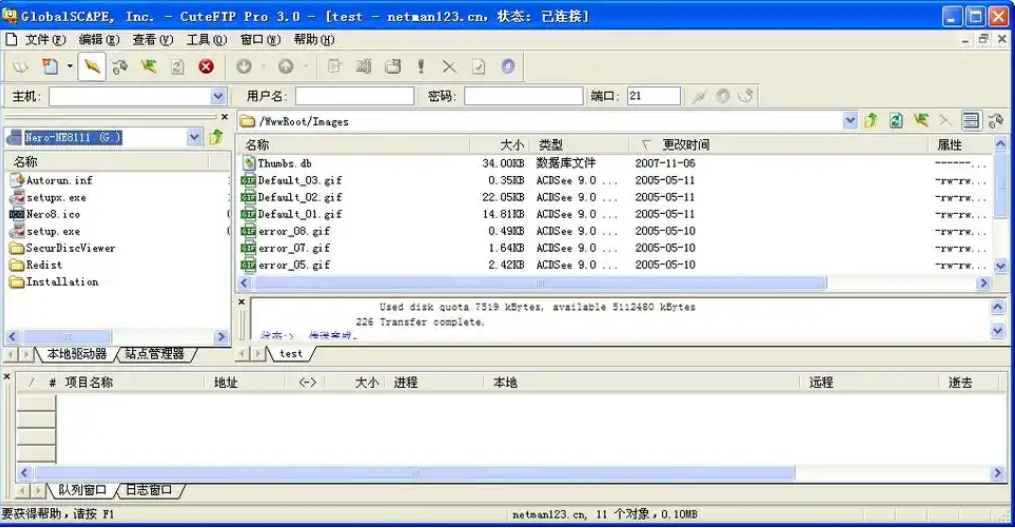 GlobalSCAPE, Inc. - CuteFTP Pro 3.0 - [test - netman123.cn, 状态: 已连接]
文件(F) 编辑(E) 查看(V) 工具(O) 窗口(W) 帮助(H)
主机: 用户名: 密码: 端口: 21
Nero-NE8111 (G:)
名称
Autorun.inf
setupx.exe
Nero8.ico
setup.exe
SecurDiscViewer
Redist
Installation
本地驱动器 站点管理器
/WwwRoot/Images
名称 大小 类型 更改时间 属性
Thumbs.db 34.00KB 数据库文件 2007-11-06 ------...
Default_03.gif 0.35KB ACDSee 9.0 ... 2005-05-11 -rw-rw...
Default_02.gif 22.05KB ACDSee 9.0 ... 2005-05-11 -rw-rw...
Default_01.gif 14.81KB ACDSee 9.0 ... 2005-05-11 -rw-rw...
error_08.gif 0.49KB ACDSee 9.0 ... 2005-05-10 -rw-rw...
error_07.gif 1.64KB ACDSee 9.0 ... 2005-05-10 -rw-rw...
error_05.gif 2.42KB ACDSee 9.0 ... 2005-05-10 -rw-rw...
Used disk quota 7519 kBytes, available 5112480 kBytes
226 Transfer complete.
状态:> 传送完成。
test
/ # 项目名称 地址 <-> 大小 进程 本地 远程 逝去
队列窗口 日志窗口
要获得帮助,请按 F1 netman123.cn, 11 个对象, 0.10MB